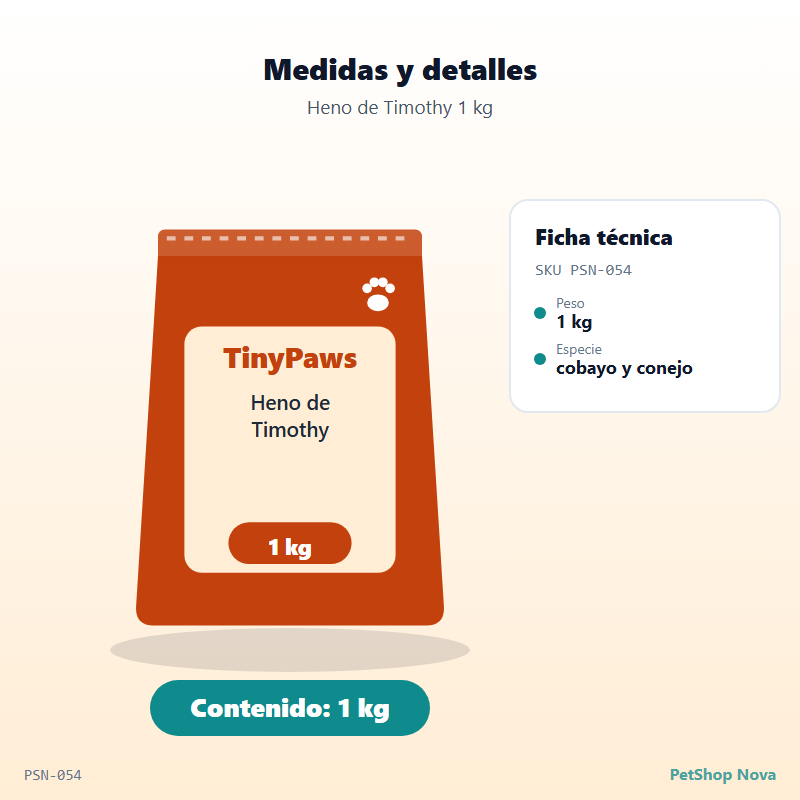 Medidas y detalles
Heno de Timothy 1 kg
TinyPaws
Heno de
Timothy
1 kg
Contenido: 1 kg
Ficha técnica
SKU PSN-054
Peso
1 kg
Especie
cobayo y conejo
PSN-054
PetShop Nova